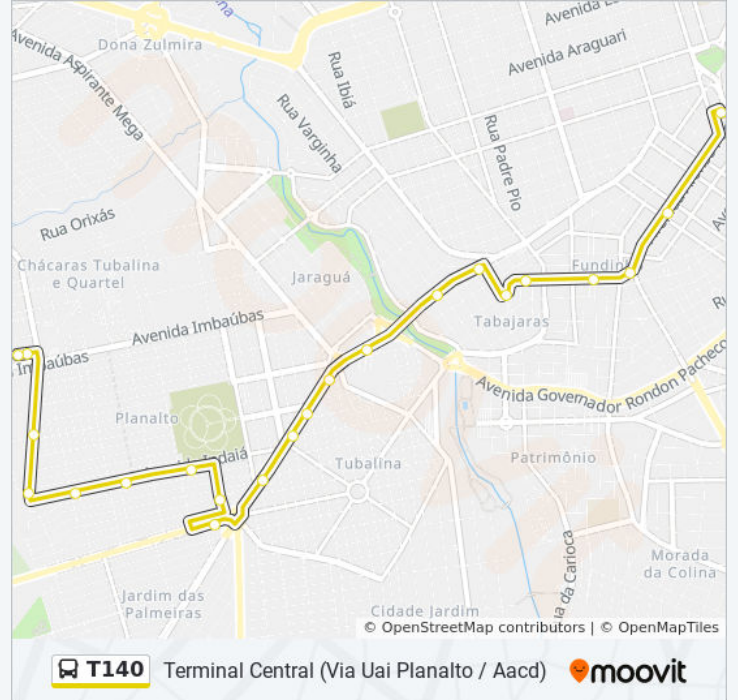 Avenida
Dona Zulmira
Avenida Aspirante Mega
Rua Ibiá
Avenida Araguari
Rua Varginha
Rua Padre Pio
Rua Orixás
Chácaras Tubalina
e Quartel
Jaraguá
Tabajaras
Avenida Imbaúbas
Planalto
Avenida Governador Rondon Pacheco
Tubalina
Patrimônio
Jardim das
Palmeiras
Cidade Jardim
Morada
da Colina
© OpenStreetMap contributors | © OpenMapTiles
T140 Terminal Central (Via Uai Planalto / Aacd) moovit